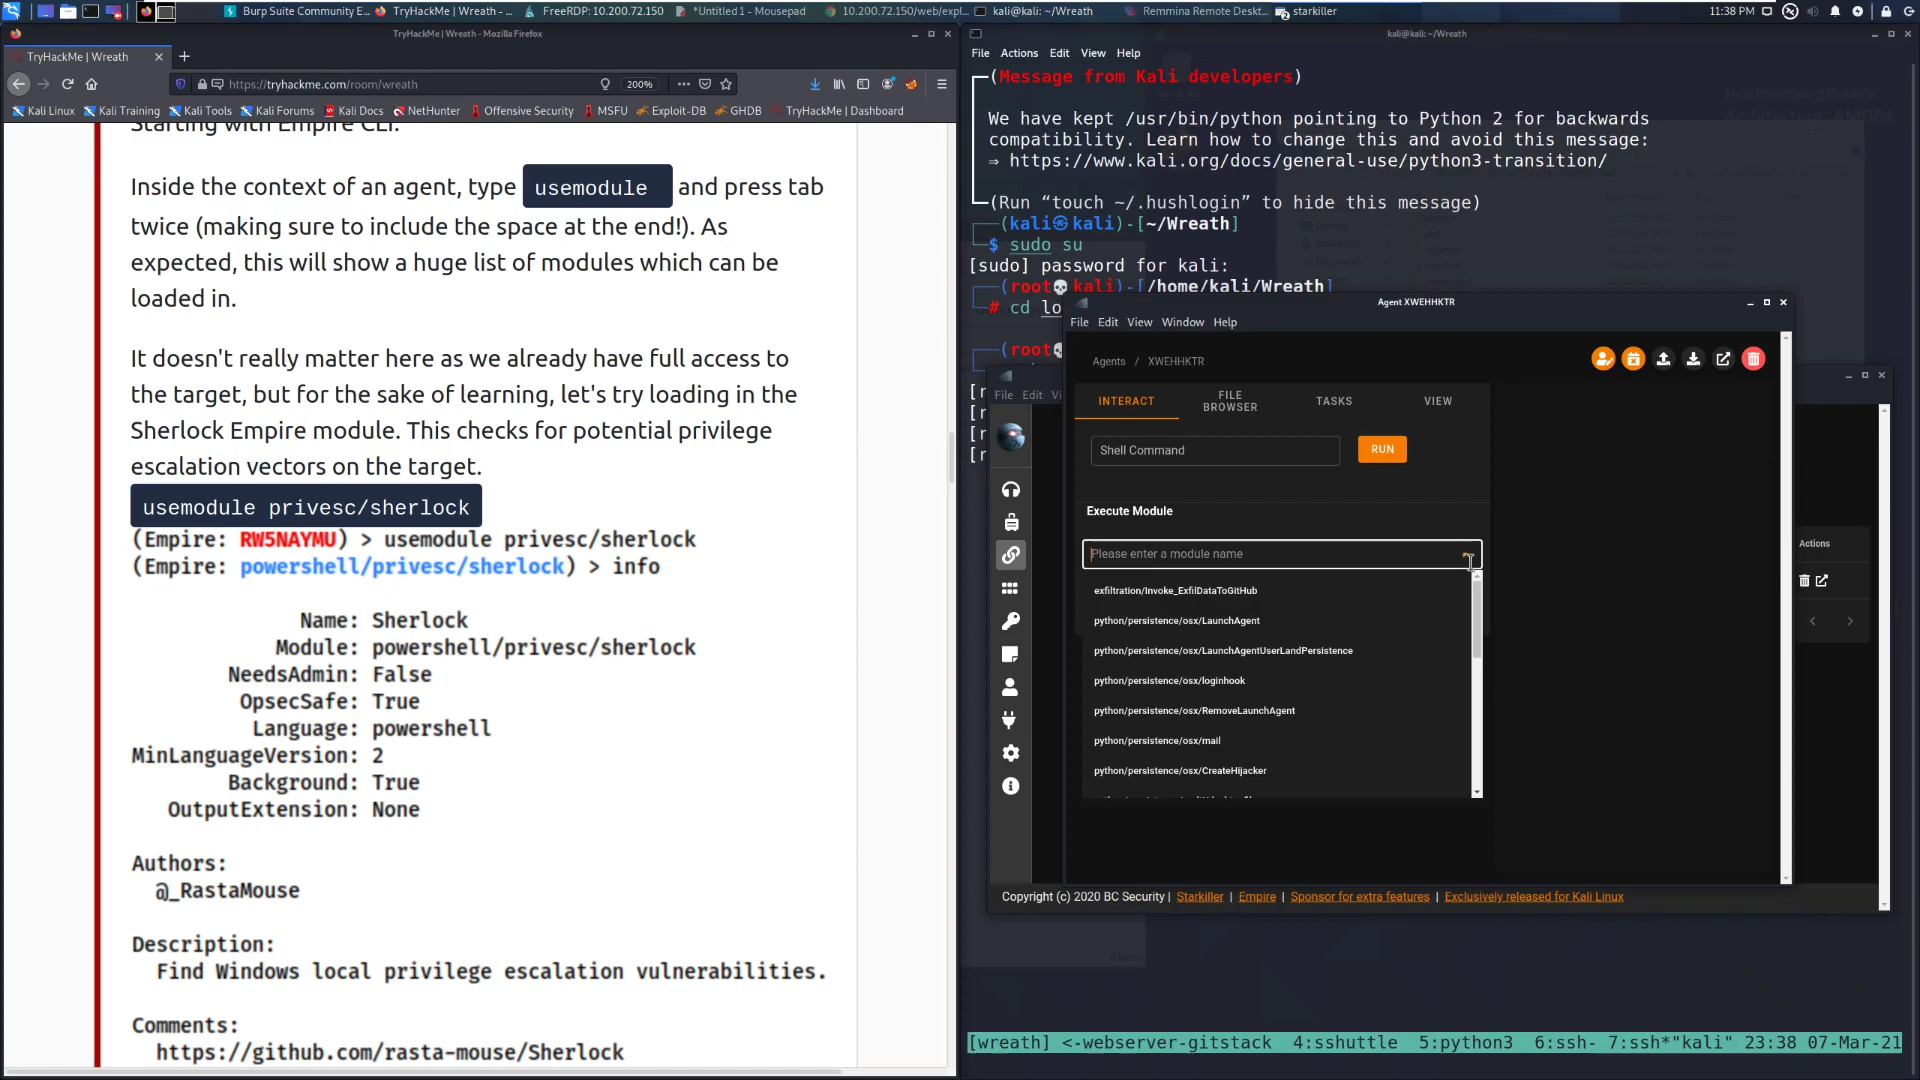 Burp Suite Community E...
TryHackMe | Wreath - ...
FreeRDP: 10.200.72.150
*Untitled 1 - Mousepad
10.200.72.150/web/expl...
kali@kali: ~/Wreath
Remmina Remote Deskt...
starkiller
11:38 PM
TryHackMe | Wreath - Mozilla Firefox
TryHackMe | Wreath
https://tryhackme.com/room/wreath
200%
Kali Linux
Kali Training
Kali Tools
Kali Forums
Kali Docs
NetHunter
Offensive Security
MSFU
Exploit-DB
GHDB
TryHackMe | Dashboard
Starting with Empire CLI:
Inside the context of an agent, type usemodule and press tab
twice (making sure to include the space at the end!). As
expected, this will show a huge list of modules which can be
loaded in.
It doesn't really matter here as we already have full access to
the target, but for the sake of learning, let's try loading in the
Sherlock Empire module. This checks for potential privilege
escalation vectors on the target.
usemodule privesc/sherlock
(Empire: RW5NAYMU) > usemodule privesc/sherlock
(Empire: powershell/privesc/sherlock) > info
Name: Sherlock
Module: powershell/privesc/sherlock
NeedsAdmin: False
OpsecSafe: True
Language: powershell
MinLanguageVersion: 2
Background: True
OutputExtension: None
Authors:
@_RastaMouse
Description:
Find Windows local privilege escalation vulnerabilities.
Comments:
https://github.com/rasta-mouse/Sherlock
kali@kali: ~/Wreath
File Actions Edit View Help
(Message from Kali developers)
We have kept /usr/bin/python pointing to Python 2 for backwards
compatibility. Learn how to change this and avoid this message:
⇒ https://www.kali.org/docs/general-use/python3-transition/
(Run “touch ~/.hushlogin” to hide this message)
(kali㉿kali)-[~/Wreath]
$ sudo su
[sudo] password for kali:
(root💀kali)-[/home/kali/Wreath]
# cd lo
(root💀
[r
[r
[r
[r
File Edit Vi
Agent XWEHHKTR
File Edit View Window Help
Agents / XWEHHKTR
INTERACT
FILE
BROWSER
TASKS
VIEW
Shell Command
RUN
Execute Module
Please enter a module name
exfiltration/Invoke_ExfilDataToGitHub
python/persistence/osx/LaunchAgent
python/persistence/osx/LaunchAgentUserLandPersistence
python/persistence/osx/loginhook
python/persistence/osx/RemoveLaunchAgent
python/persistence/osx/mail
python/persistence/osx/CreateHijacker
Actions
Copyright (c) 2020 BC Security | Starkiller | Empire | Sponsor for extra features | Exclusively released for Kali Linux
[wreath] <-webserver-gitstack 4:sshuttle 5:python3 6:ssh- 7:ssh*"kali" 23:38 07-Mar-21